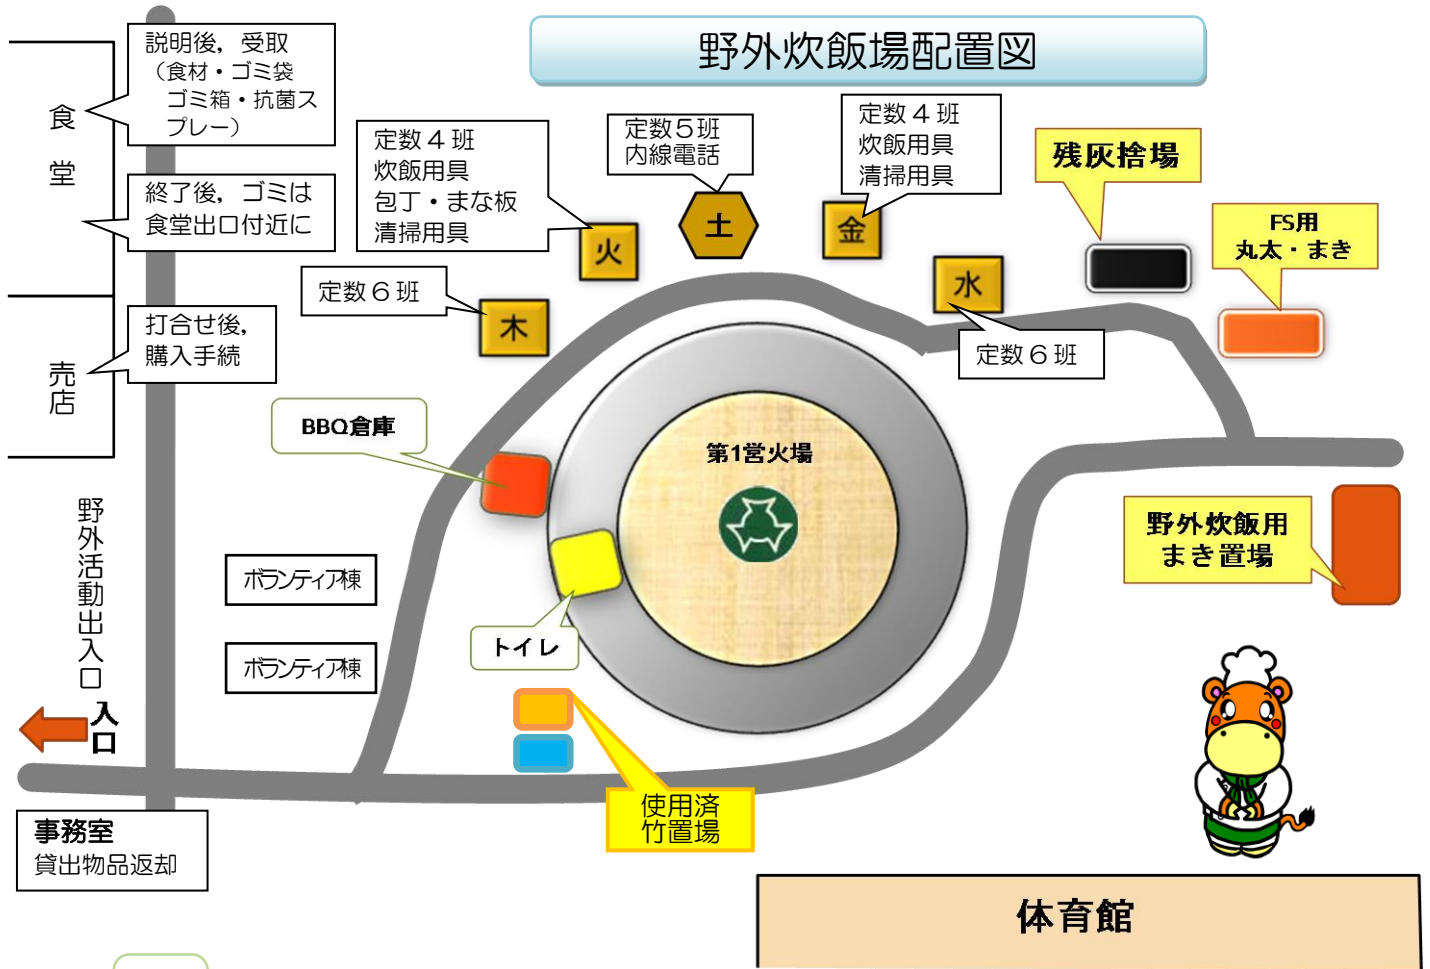 野外炊飯場配置図
説明後，受取
（食材・ゴミ袋
ゴミ箱・抗菌ス
プレー）
食堂
終了後，ゴミは
食堂出口付近に
打合せ後，
購入手続
売店
定数４班
炊飯用具
包丁・まな板
清掃用具
定数5班
内線電話
定数４班
炊飯用具
清掃用具
残灰捨場
FS用
丸太・まき
火
土
金
水
木
定数６班
定数６班
BBQ倉庫
第1営火場
野外炊飯用
まき置場
ボランティア棟
ボランティア棟
トイレ
野外活動出入口
入口
使用済
竹置場
事務室
貸出物品返却
体育館